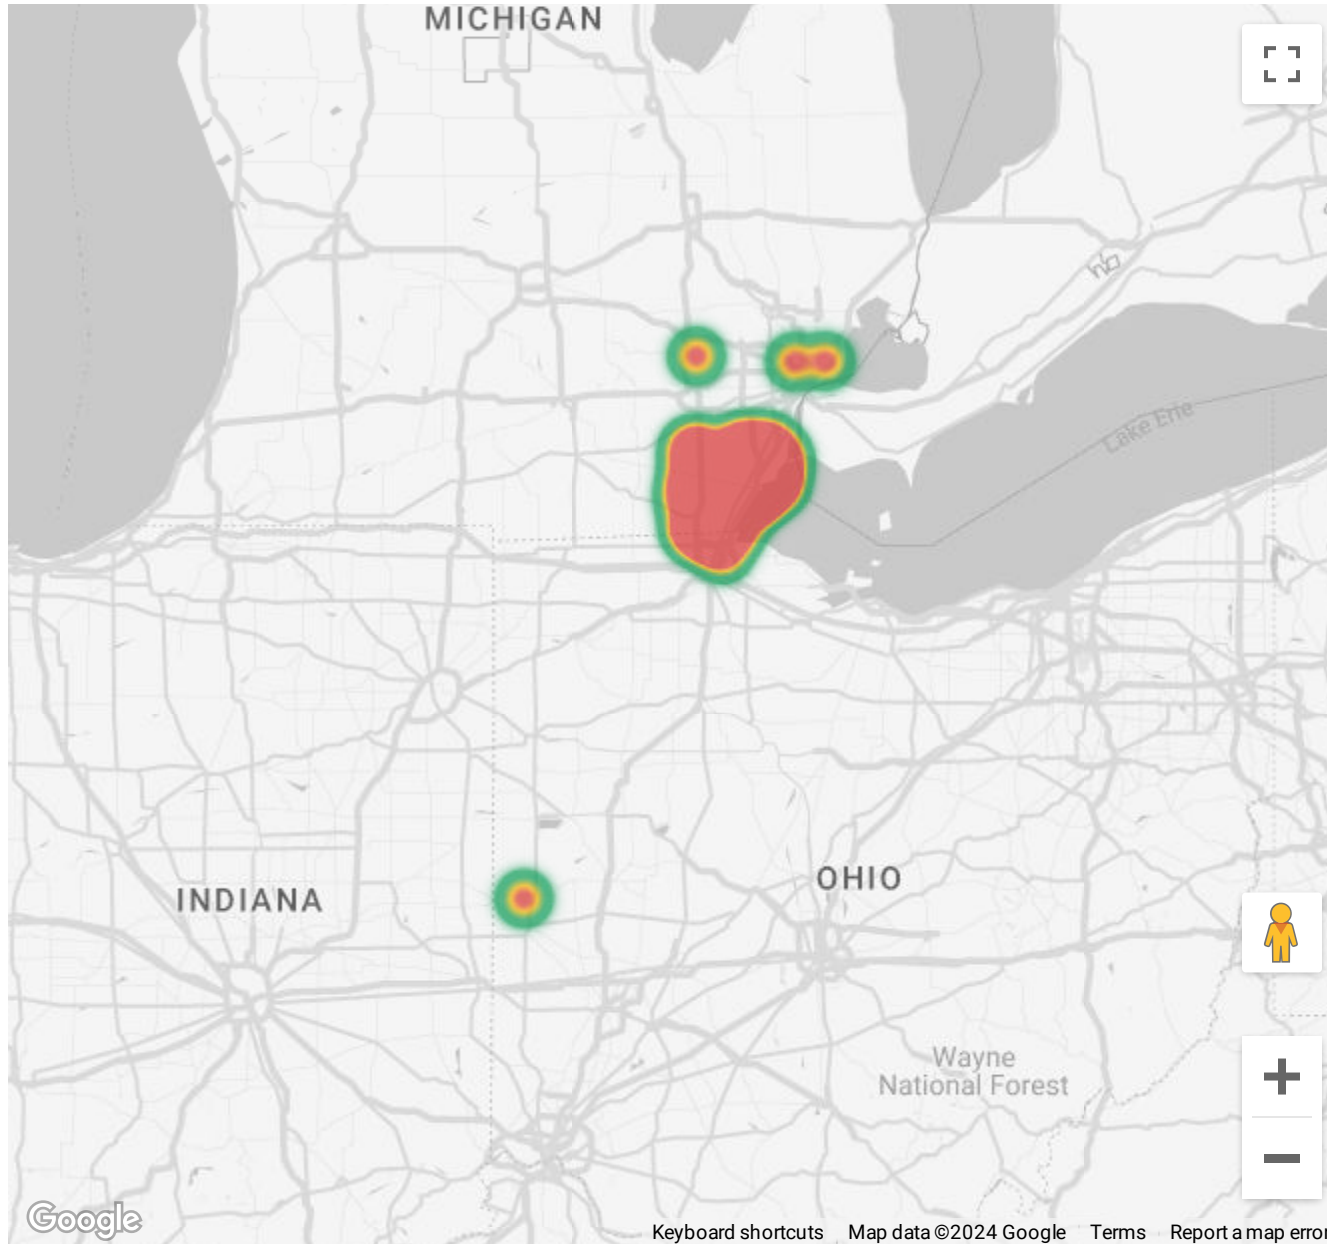 MICHIGAN
Lake Erie
OHIO
INDIANA
Wayne
National Forest
Google
Keyboard shortcuts Map data ©2024 Google Terms Report a map error